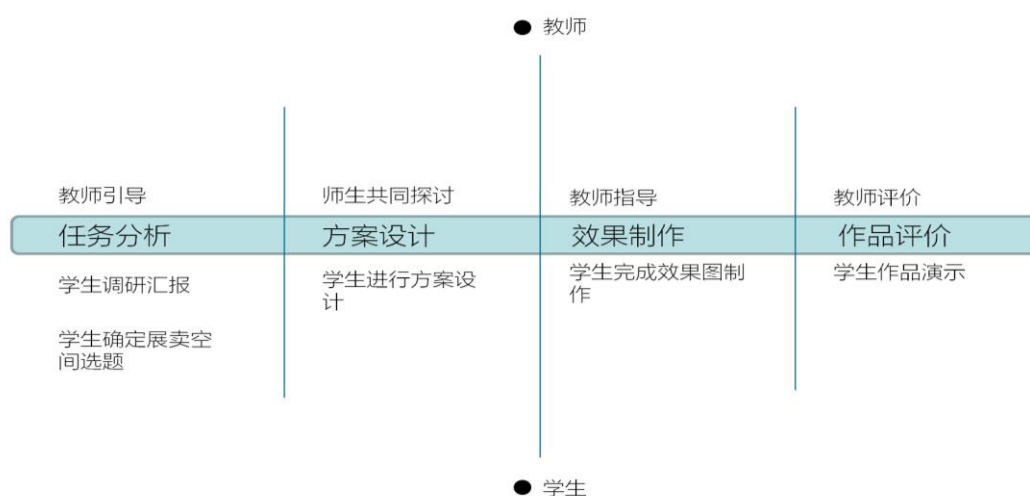 教师
教师引导
师生共同探讨
教师指导
教师评价
任务分析
方案设计
效果制作
作品评价
学生调研汇报
学生进行方案设
计
学生完成效果图制
作
学生作品演示
学生确定展卖空
间选题
学生